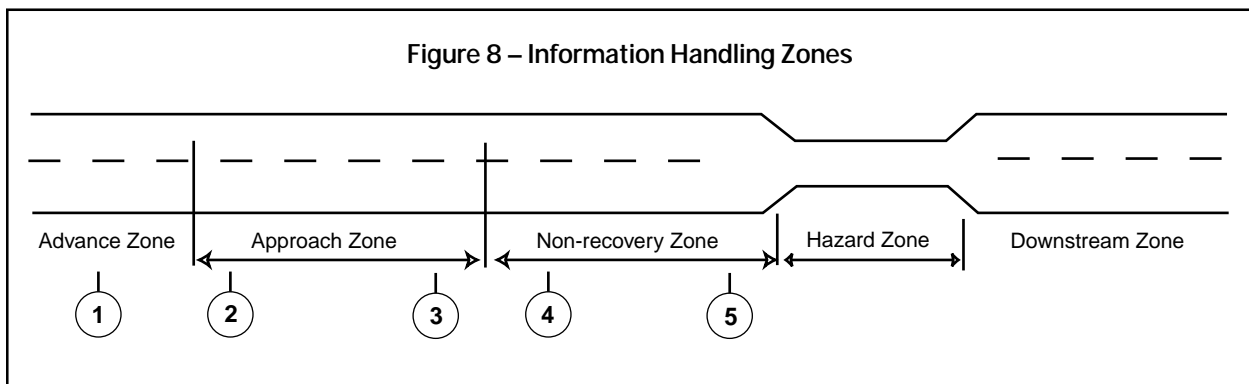 Figure 8 – Information Handling Zones
Advance Zone Approach Zone Non-recovery Zone Hazard Zone Downstream Zone
1 2 3 4 5